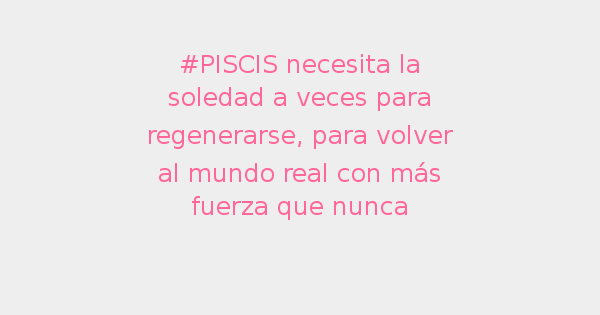 #PISCIS necesita la
soledad a veces para
regenerarse, para volver
al mundo real con más
fuerza que nunca